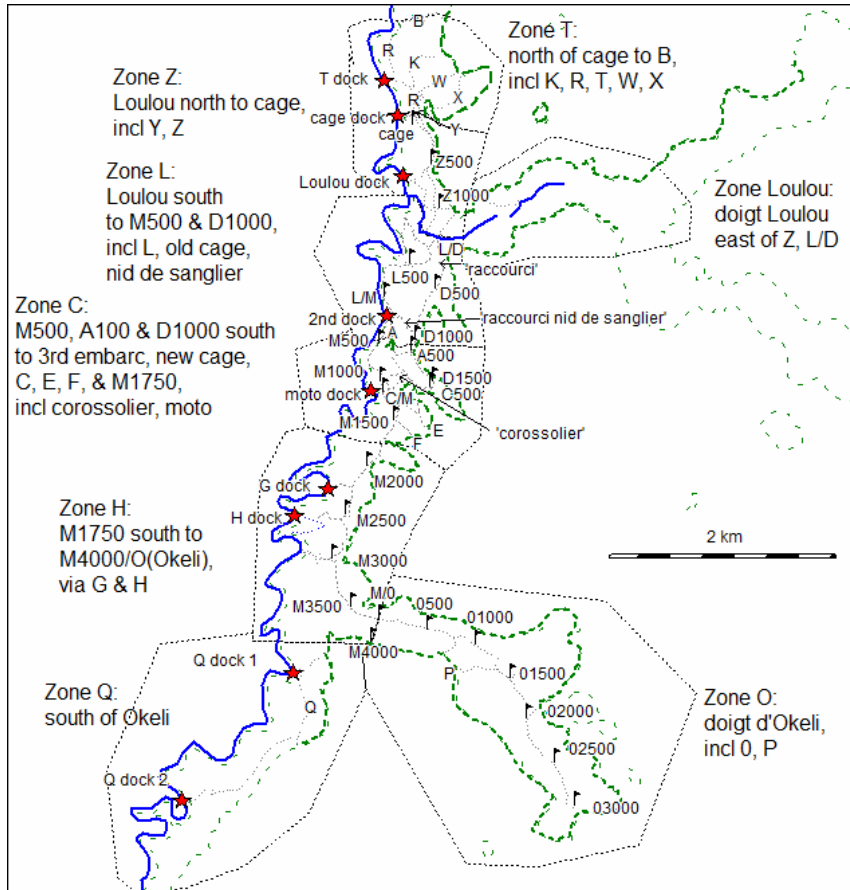 B
Zone T:
north of cage to B,
incl K, R, T, W, X
R
K
W
X
T dock
R
cage dock
cage
Y
Zone Z:
Loulou north to cage,
incl Y, Z
Z500
Loulou dock
Z1000
Zone L:
Loulou south
to M500 & D1000,
incl L, old cage,
nid de sanglier
Zone Loulou:
doigt Loulou
east of Z, L/D
L/D
L500
'raccourci'
D500
L/M
2nd dock
raccourci nid de sanglier'
Zone C:
M500, A100 & D1000 south
to 3rd embarc, new cage,
C, E, F, & M1750,
incl corossolier, moto
M500
A
D1000
A500
M1000
D1500
moto dock
C/M
C500
M1500
E
F
'corossolier'
M2000
G dock
H dock
M2500
Zone H:
M1750 south to
M4000/O(Okeli),
via G & H
2 km
M3000
M3500
M/0
0500
01000
M4000
P
01500
Q dock 1
Zone Q:
south of Okeli
Q
02000
Zone O:
doigt d'Okeli,
incl 0, P
02500
Q dock 2
03000